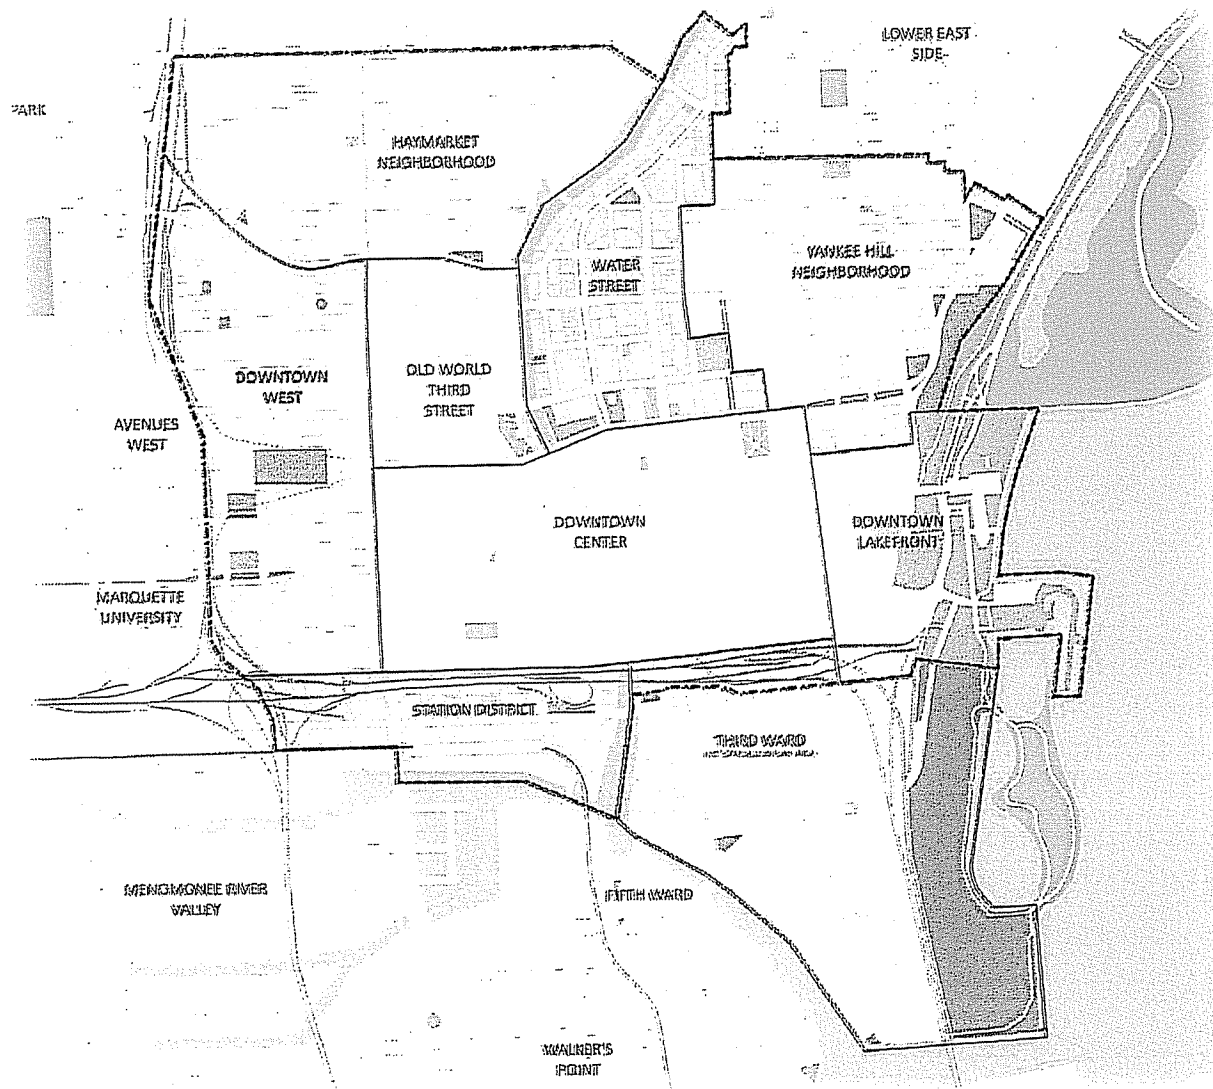 LOWER EAST
SIDE
PARK
HAYMARKET
NEIGHBORHOOD
YANKEE HILL
NEIGHBORHOOD
WATER
STREET
DOWNTOWN
WEST
OLD WORLD
THIRD
STREET
AVENUES
WEST
DOWNTOWN
CENTER
DOWNTOWN
LAKEFRONT
MARQUETTE
UNIVERSITY
STATION DISTRICT
THIRD WARD
MENOMONEE RIVER
VALLEY
FIFTH WARD
WALKER'S
POINT